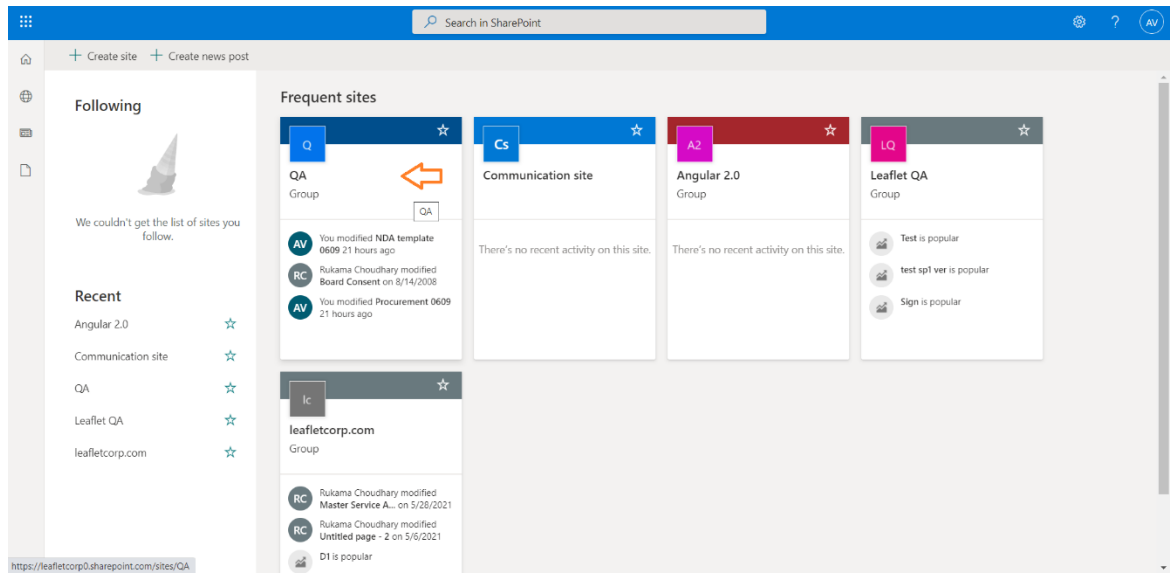 Search in SharePoint
?
AV
+ Create site
+ Create news post
Following
We couldn't get the list of sites you
follow.
Recent
Angular 2.0
Communication site
QA
Leaflet QA
leafletcorp.com
Frequent sites
Q
QA
Group
QA
AV
You modified NDA template
0609 21 hours ago
RC
Rukama Choudhary modified
Board Consent on 8/14/2008
AV
You modified Procurement 0609
21 hours ago
Cs
Communication site
There's no recent activity on this site.
A2
Angular 2.0
Group
There's no recent activity on this site.
LQ
Leaflet QA
Group
Test is popular
test sp1 ver is popular
Sign is popular
lc
leafletcorp.com
Group
RC
Rukama Choudhary modified
Master Service A... on 5/28/2021
RC
Rukama Choudhary modified
Untitled page - 2 on 5/6/2021
D1 is popular
https://leafletcorp0.sharepoint.com/sites/QA